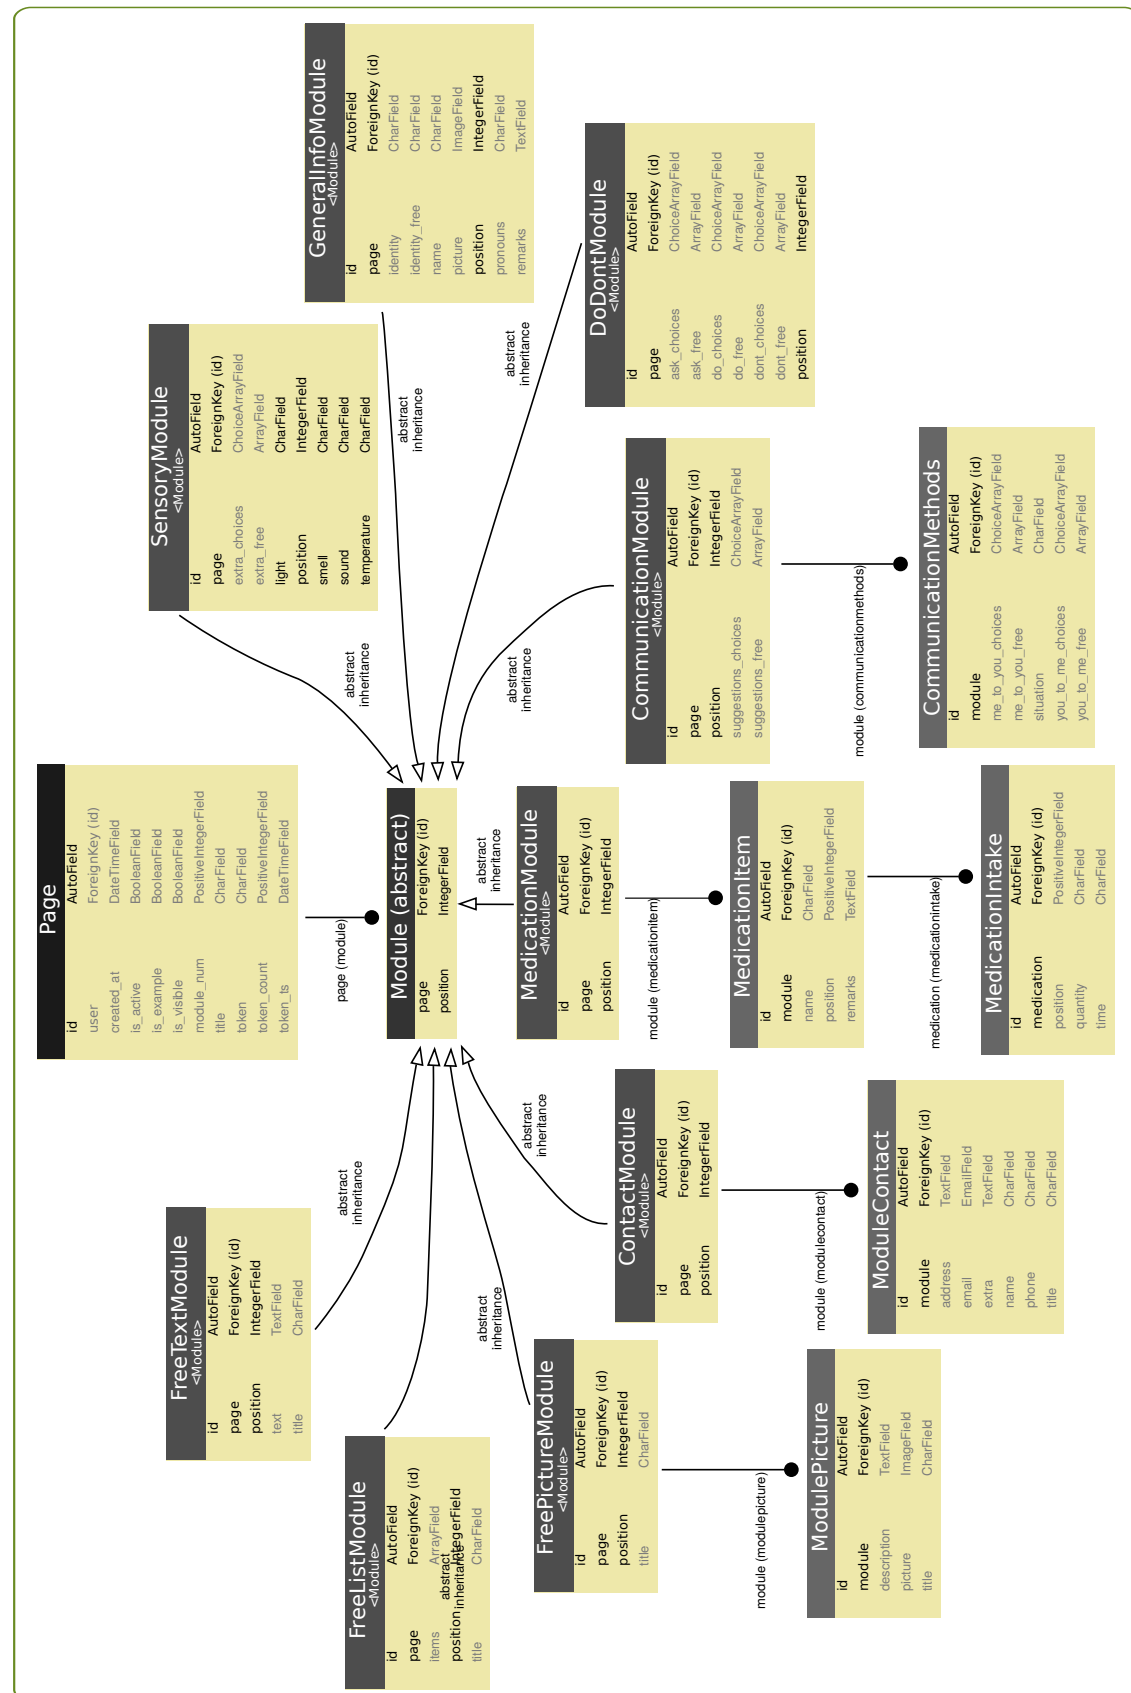 Page
id AutoField
user ForeignKey (id)
created_at DateTimeField
is_active BooleanField
is_example BooleanField
is_visible BooleanField
module_num PositiveIntegerField
title CharField
token CharField
token_count PositiveIntegerField
token_ts DateTimeField
page (module)
FreeTextModule
<Module>
id AutoField
page ForeignKey (id)
position IntegerField
text TextField
title CharField
abstract
inheritance
SensoryModule
<Module>
id AutoField
page ForeignKey (id)
extra_choices ChoiceArrayField
extra_free ArrayField
light CharField
position IntegerField
smell CharField
sound CharField
temperature CharField
abstract
inheritance
GeneralInfoModule
<Module>
id AutoField
page ForeignKey (id)
identity CharField
identity_free CharField
name CharField
picture ImageField
position IntegerField
pronouns CharField
remarks TextField
abstract
inheritance
FreeListModule
<Module>
id AutoField
page ForeignKey (id)
items ArrayField
position IntegerField
title CharField
abstract
inheritance
Module (abstract)
page ForeignKey (id)
position IntegerField
abstract
inheritance
FreePictureModule
<Module>
id AutoField
page ForeignKey (id)
position IntegerField
title CharField
abstract
inheritance
ContactModule
<Module>
id AutoField
page ForeignKey (id)
position IntegerField
abstract
inheritance
MedicationModule
<Module>
id AutoField
page ForeignKey (id)
position IntegerField
CommunicationModule
<Module>
id AutoField
page ForeignKey (id)
position IntegerField
suggestions_choices ChoiceArrayField
suggestions_free ArrayField
abstract
inheritance
DoDontModule
<Module>
id AutoField
page ForeignKey (id)
ask_choices ChoiceArrayField
ask_free ArrayField
do_choices ChoiceArrayField
do_free ArrayField
dont_choices ChoiceArrayField
dont_free ArrayField
position IntegerField
abstract
inheritance
module (modulepicture)
module (modulecontact)
module (medicationitem)
module (communicationmethods)
ModulePicture
id AutoField
module ForeignKey (id)
description TextField
picture ImageField
title CharField
ModuleContact
id AutoField
module ForeignKey (id)
address TextField
email EmailField
extra TextField
name CharField
phone CharField
title CharField
MedicationItem
id AutoField
module ForeignKey (id)
name CharField
position PositiveIntegerField
remarks TextField
medication (medicationintake)
MedicationIntake
id AutoField
medication ForeignKey (id)
position PositiveIntegerField
quantity CharField
time CharField
CommunicationMethods
id AutoField
module ForeignKey (id)
me_to_you_choices ChoiceArrayField
me_to_you_free ArrayField
situation CharField
you_to_me_choices ChoiceArrayField
you_to_me_free ArrayField